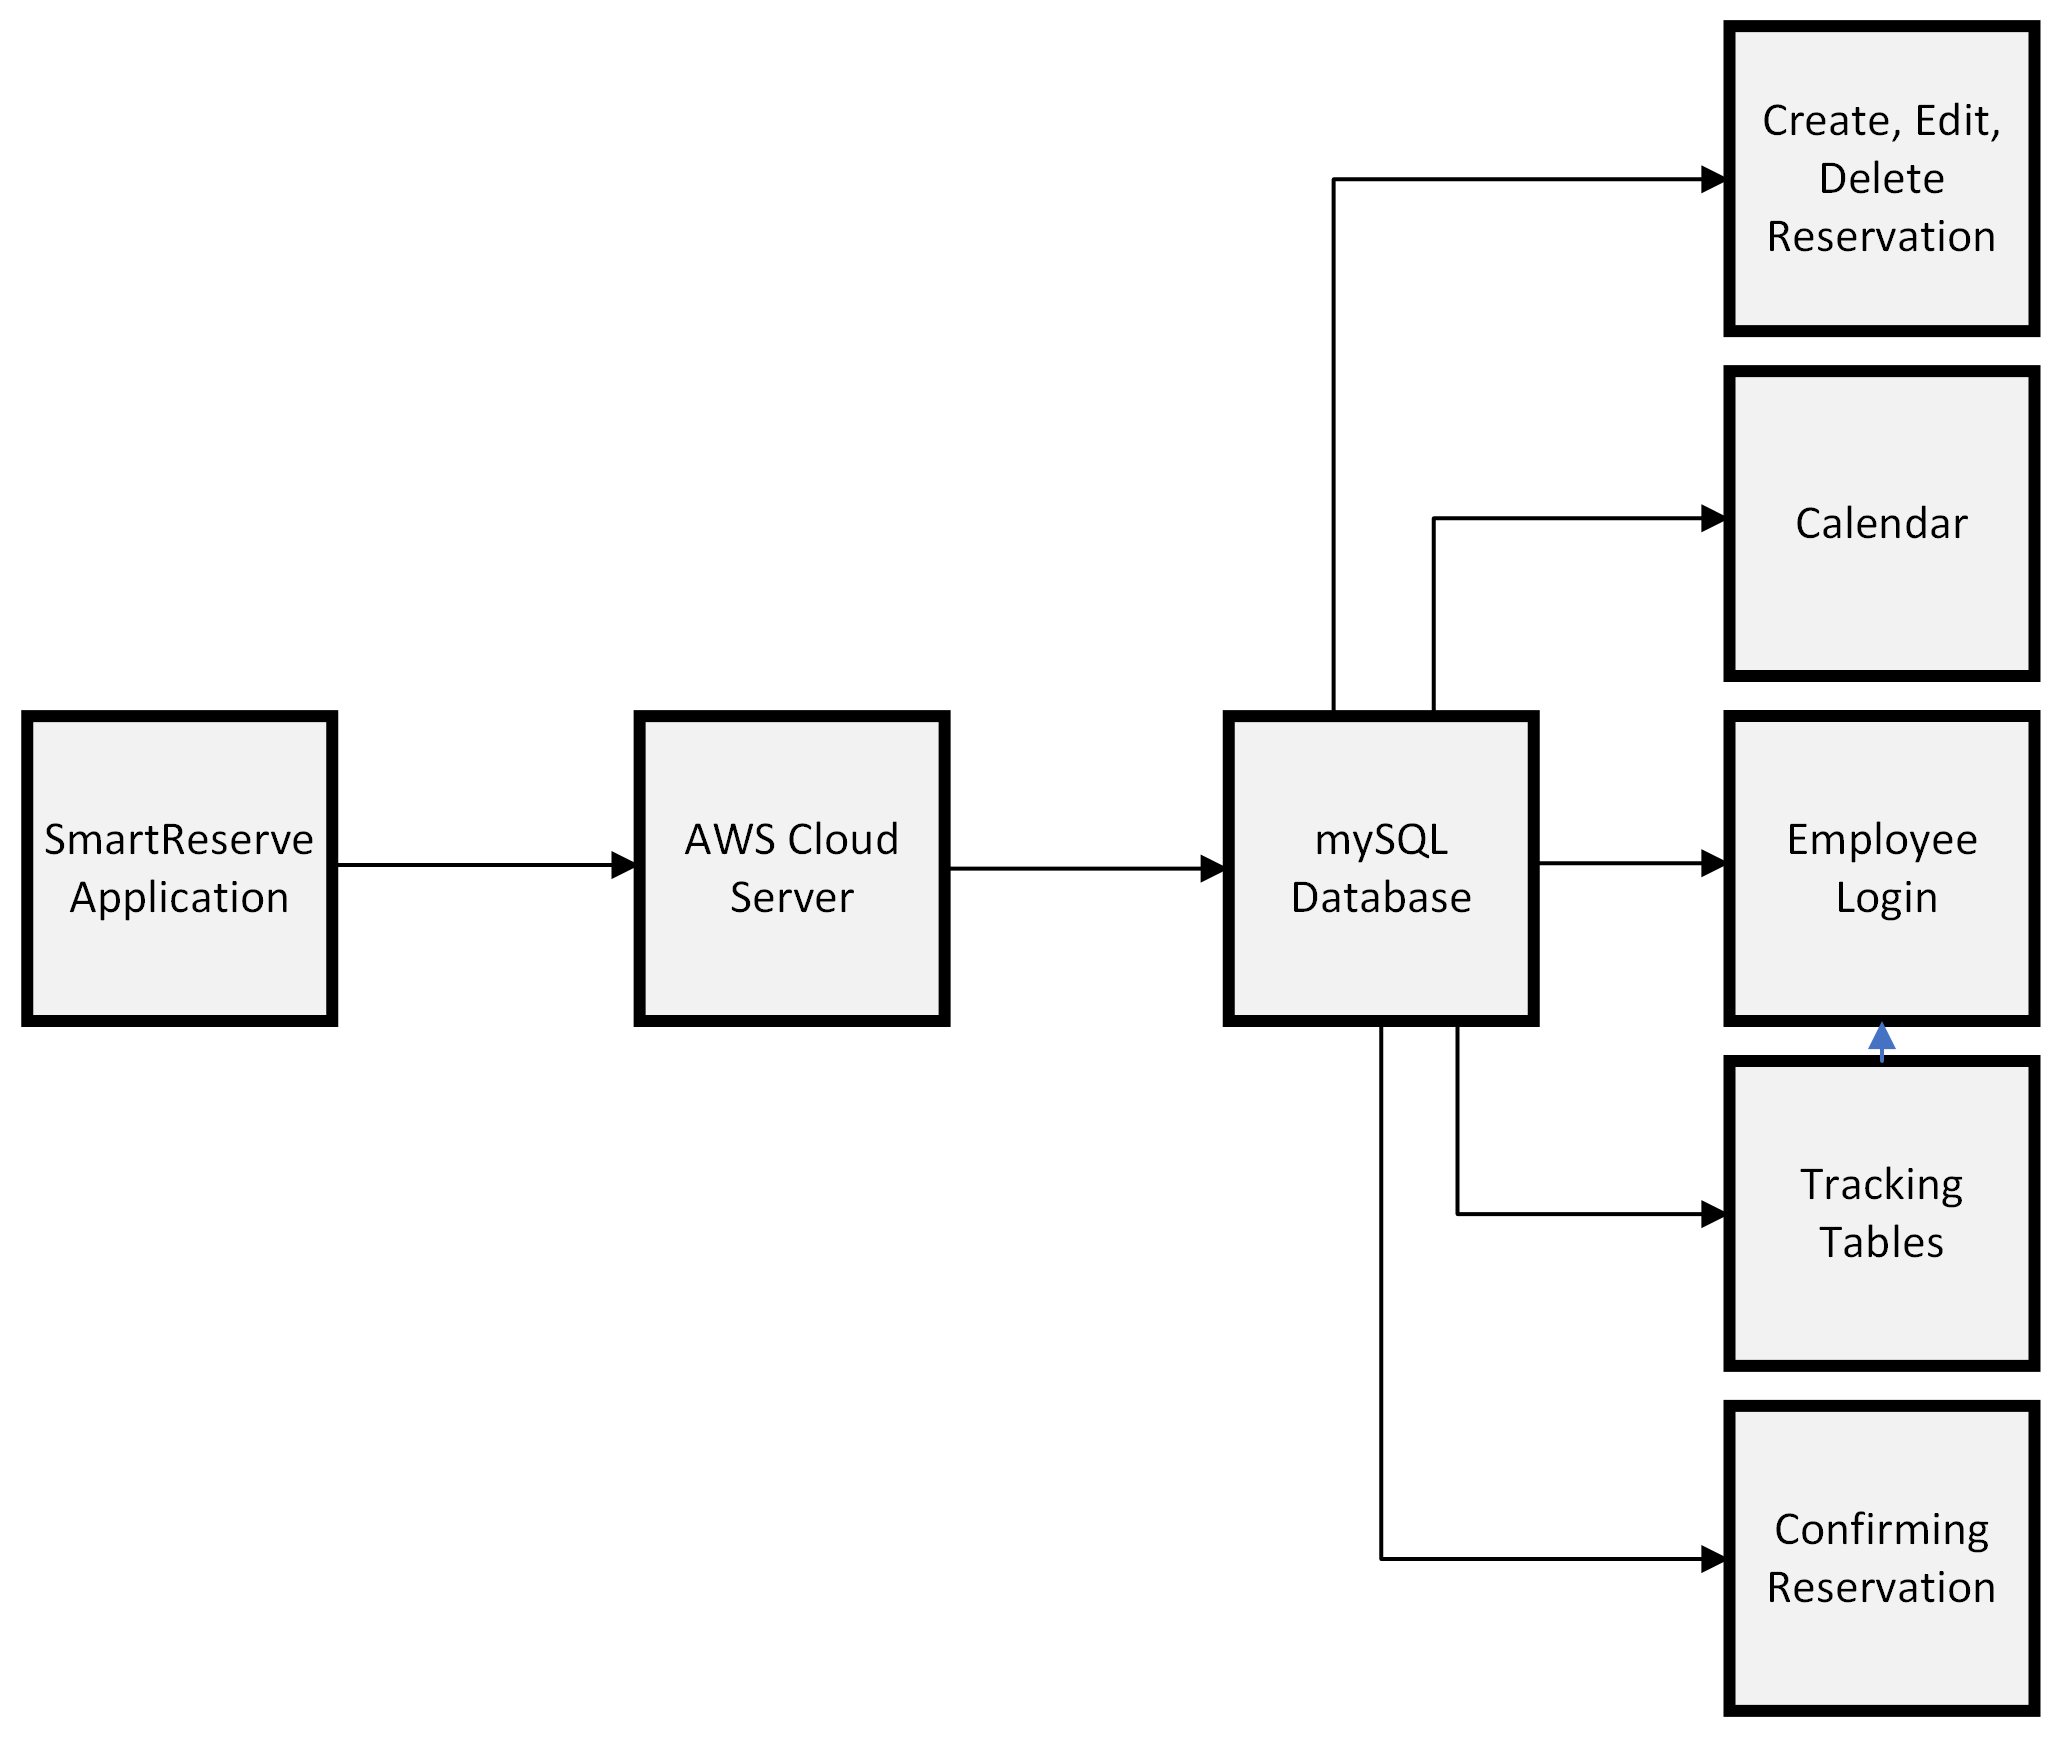 Create, Edit,
Delete
Reservation
Calendar
SmartReserve
Application
AWS Cloud
Server
mySQL
Database
Employee
Login
Tracking
Tables
Confirming
Reservation